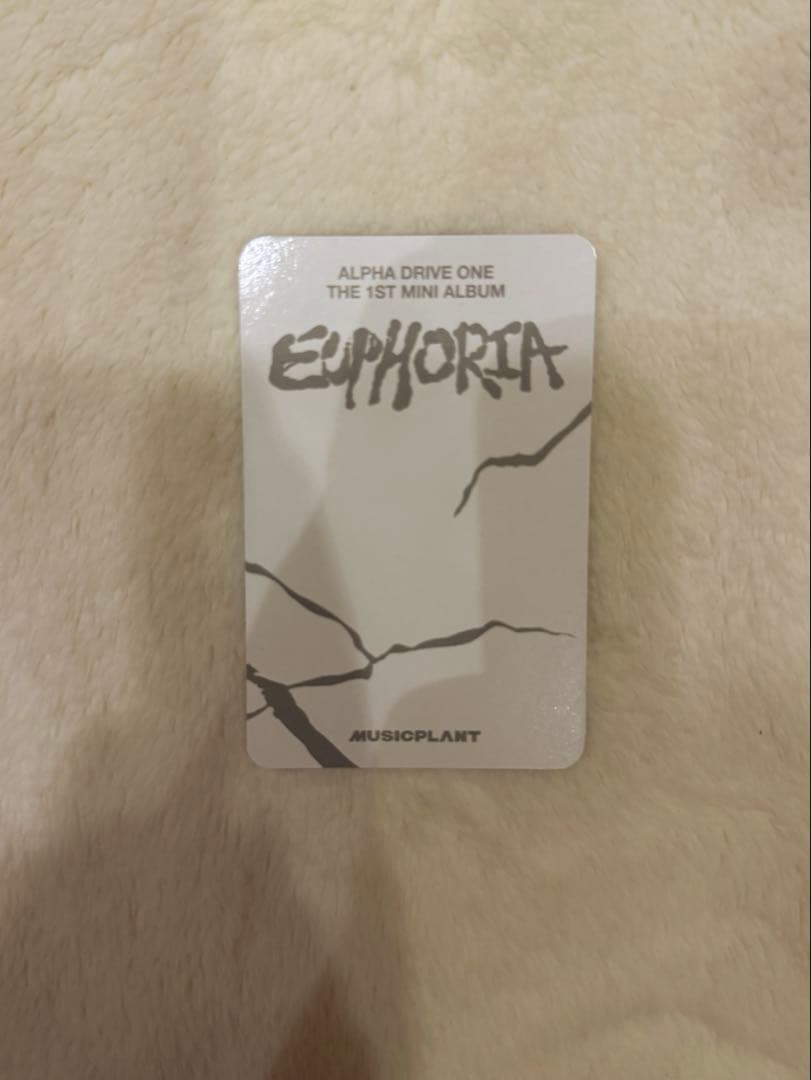 ALPHA DRIVE ONE
THE 1ST MINI ALBUM
EUPHORIA
MUSICPLANT